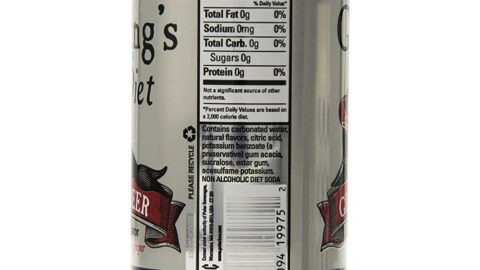 ng's
iet
% Daily Value*
Total Fat 0g 0%
Sodium 0mg 0%
Total Carb. 0g 0%
Sugars 0g
Protein 0g 0%
Not a significant source of other
nutrients.
*Percent Daily Values are based on
a 2,000 calorie diet.
Contains carbonated water,
natural flavors, citric acid,
potassium benzoate (a
preservative) gum acacia,
sucralose, ester gum,
acesulfame potassium.
NON ALCOHOLIC DIET SODA
PLEASE RECYCLE
EER
094 19975 2
C
G